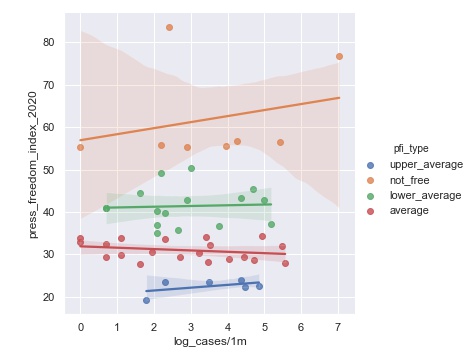 80
70
60
50
40
30
20
press_freedom_index_2020
0 1 2 3 4 5 6 7
log_cases/1m
pfi_type
upper_average
not_free
lower_average
average